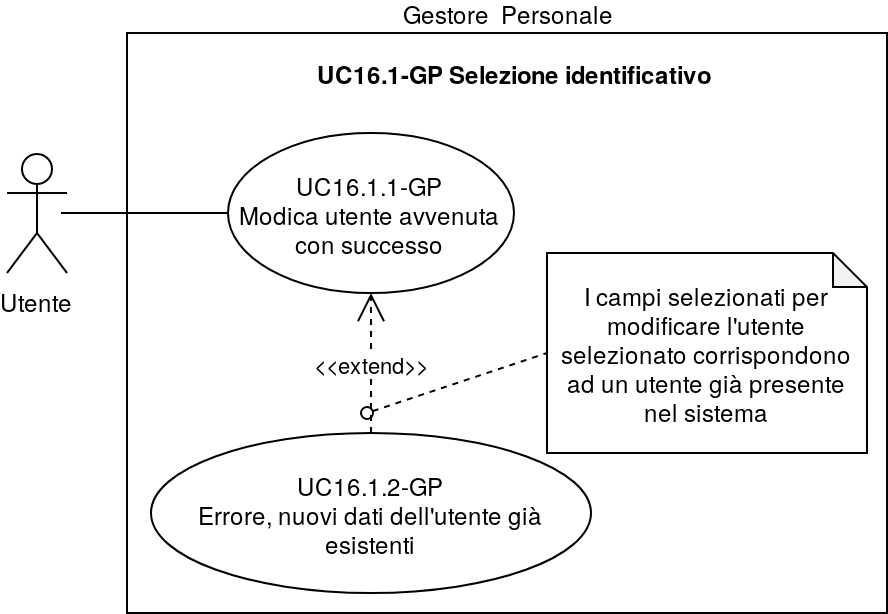 Gestore  Personale
UC16.1-GP Selezione identificativo
UC16.1.1-GP
Modica utente avvenuta
con successo
Utente
I campi selezionati per
modificare l'utente
selezionato corrispondono
ad un utente già presente
nel sistema
<<extend>>
UC16.1.2-GP
Errore, nuovi dati dell'utente già
esistenti